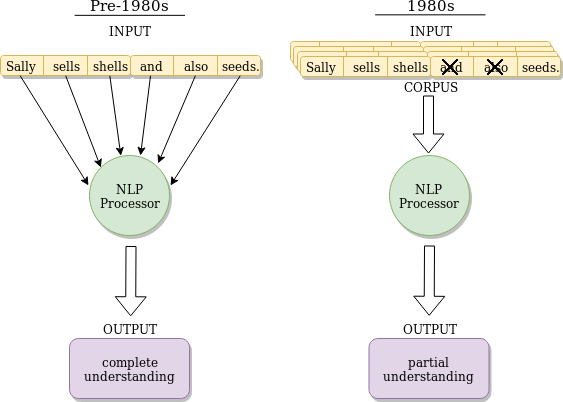 Pre-1980s
INPUT
Sally sells shells and also seeds.
NLP
Processor
OUTPUT
complete
understanding
1980s
INPUT
Sally sells shells and also seeds.
CORPUS
NLP
Processor
OUTPUT
partial
understanding